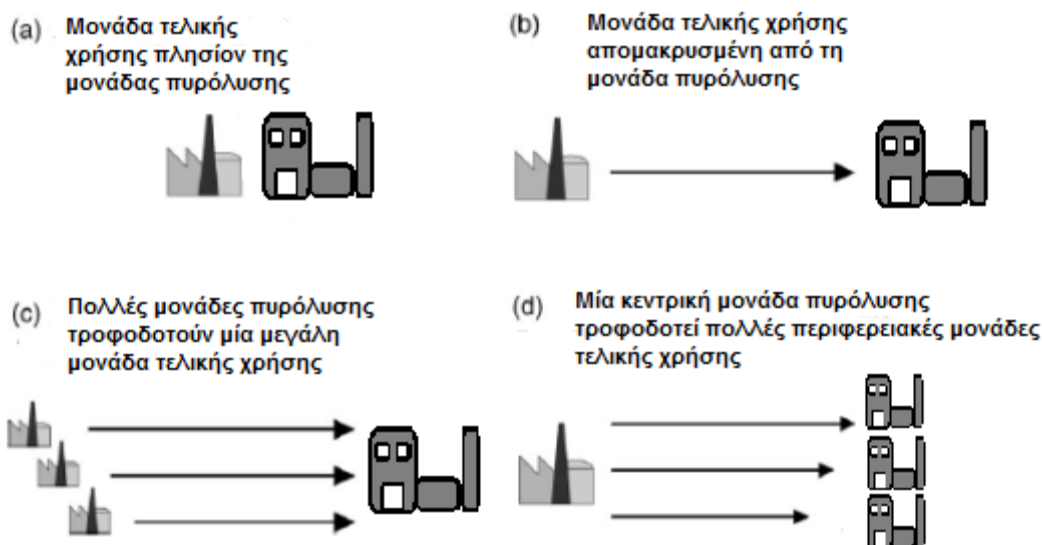 (a) Μονάδα τελικής
χρήσης πλησίον της
μονάδας πυρόλυσης
(b) Μονάδα τελικής χρήσης
απομακρυσμένη από τη
μονάδα πυρόλυσης
(c) Πολλές μονάδες πυρόλυσης
τροφοδοτούν μία μεγάλη
μονάδα τελικής χρήσης
(d) Μία κεντρική μονάδα πυρόλυσης
τροφοδοτεί πολλές περιφερειακές μονάδες
τελικής χρήσης